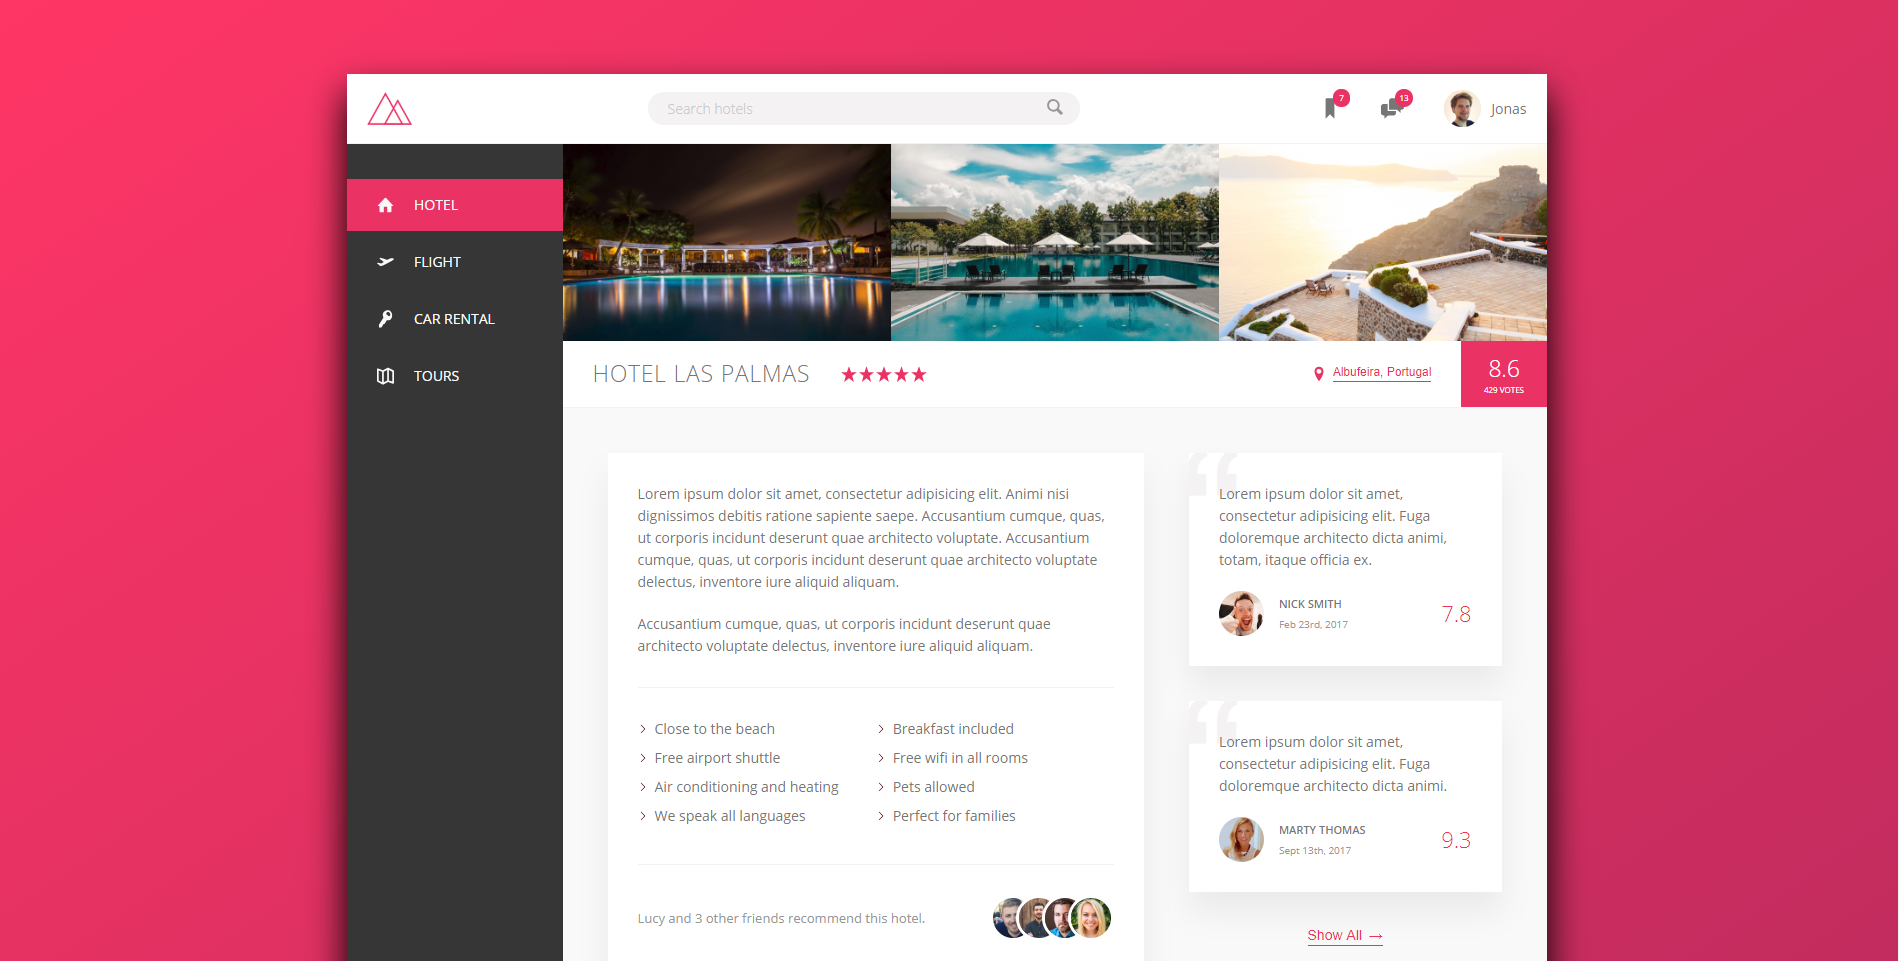 Search hotels
7
13
Jonas
HOTEL
FLIGHT
CAR RENTAL
TOURS
HOTEL LAS PALMAS
Albufeira, Portugal
8.6
429 VOTES
Lorem ipsum dolor sit amet, consectetur adipisicing elit. Animi nisi
dignissimos debitis ratione sapiente saepe. Accusantium cumque, quas,
ut corporis incidunt deserunt quae architecto voluptate. Accusantium
cumque, quas, ut corporis incidunt deserunt quae architecto voluptate
delectus, inventore iure aliquid aliquam.
Accusantium cumque, quas, ut corporis incidunt deserunt quae
architecto voluptate delectus, inventore iure aliquid aliquam.
Close to the beach
Free airport shuttle
Air conditioning and heating
We speak all languages
Breakfast included
Free wifi in all rooms
Pets allowed
Perfect for families
Lucy and 3 other friends recommend this hotel.
“
Lorem ipsum dolor sit amet,
consectetur adipisicing elit. Fuga
doloremque architecto dicta animi,
totam, itaque officia ex.
NICK SMITH
Feb 23rd, 2017
7.8
“
Lorem ipsum dolor sit amet,
consectetur adipisicing elit. Fuga
doloremque architecto dicta animi.
MARTY THOMAS
Sept 13th, 2017
9.3
Show All →